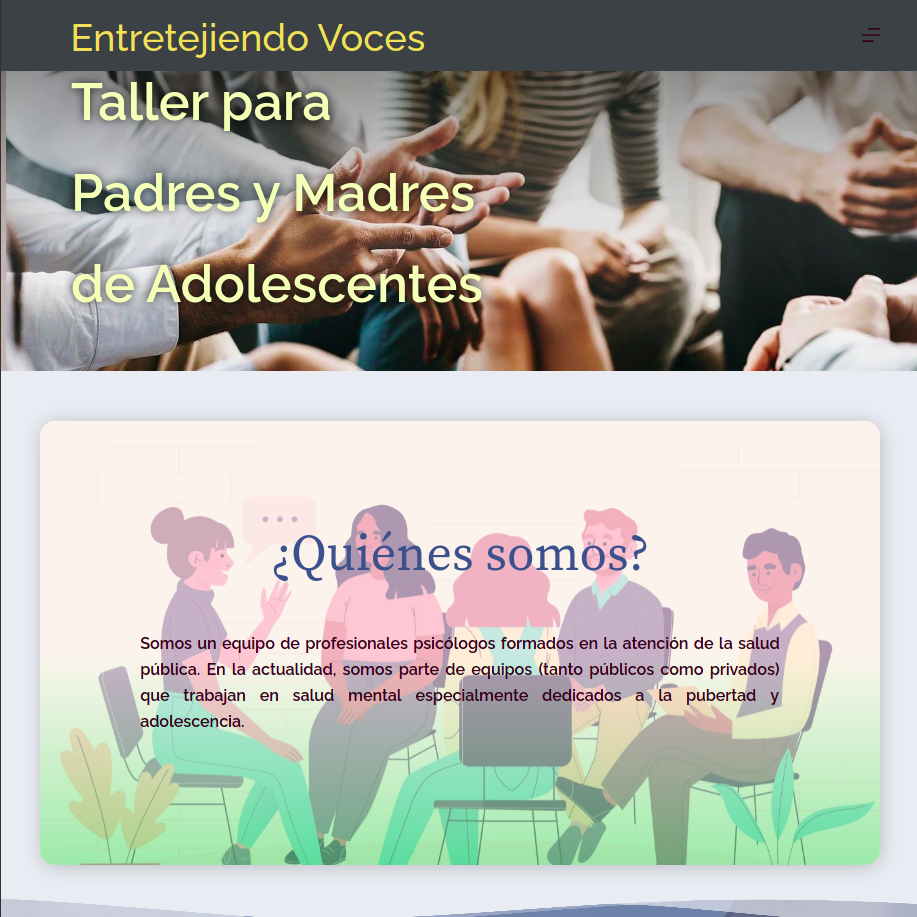 Entretejiendo Voces
Taller para
Padres y Madres
de Adolescentes
¿Quiénes somos?
Somos un equipo de profesionales psicólogos formados en la atención de la salud
pública. En la actualidad, somos parte de equipos (tanto públicos como privados)
que trabajan en salud mental especialmente dedicados a la pubertad y
adolescencia.